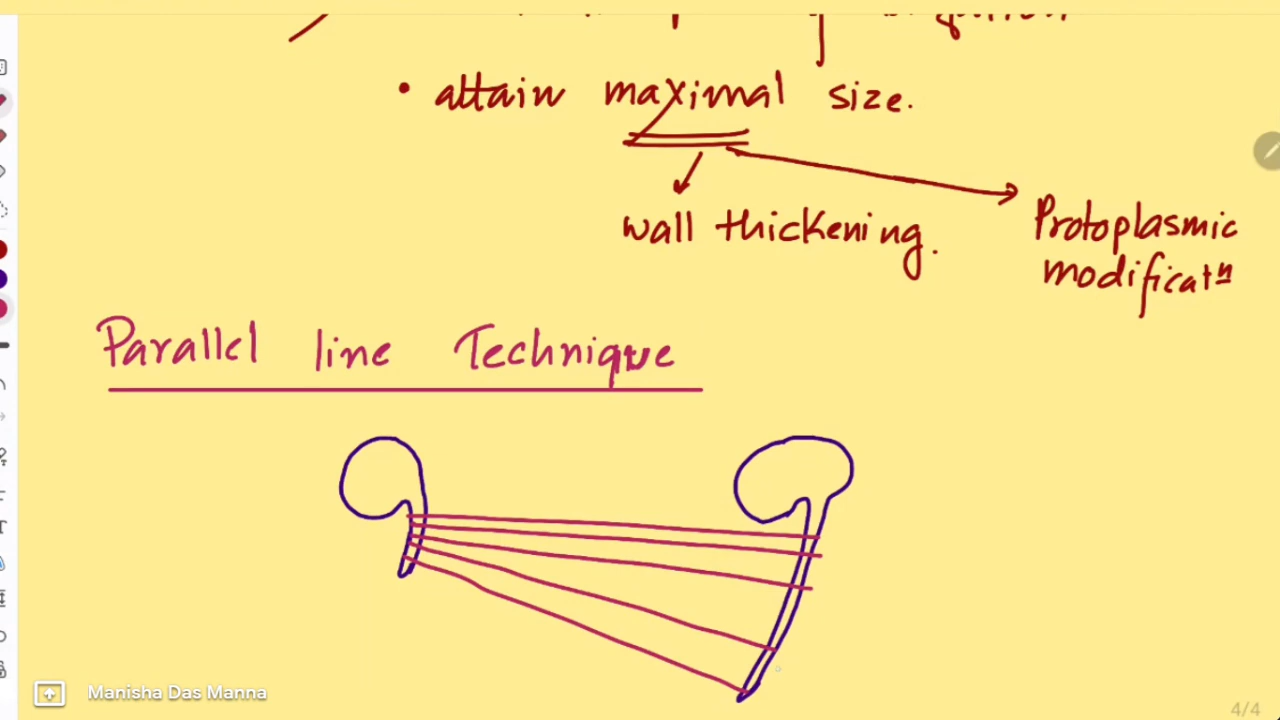 • attain maximal size.
wall thickening.
Protoplasmic
modificatⁿ
Parallel line Technique
Manisha Das Manna
4/4